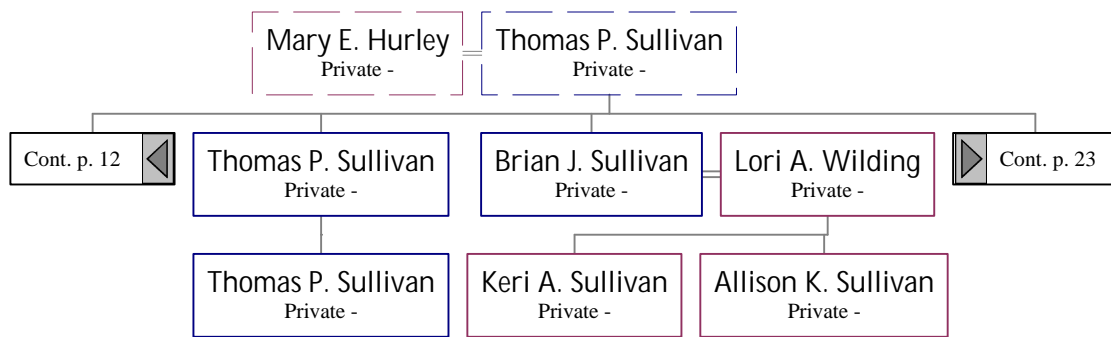 Mary E. Hurley
Private -
Thomas P. Sullivan
Private -
Cont. p. 12
Thomas P. Sullivan
Private -
Brian J. Sullivan
Private -
Lori A. Wilding
Private -
Cont. p. 23
Thomas P. Sullivan
Private -
Keri A. Sullivan
Private -
Allison K. Sullivan
Private -